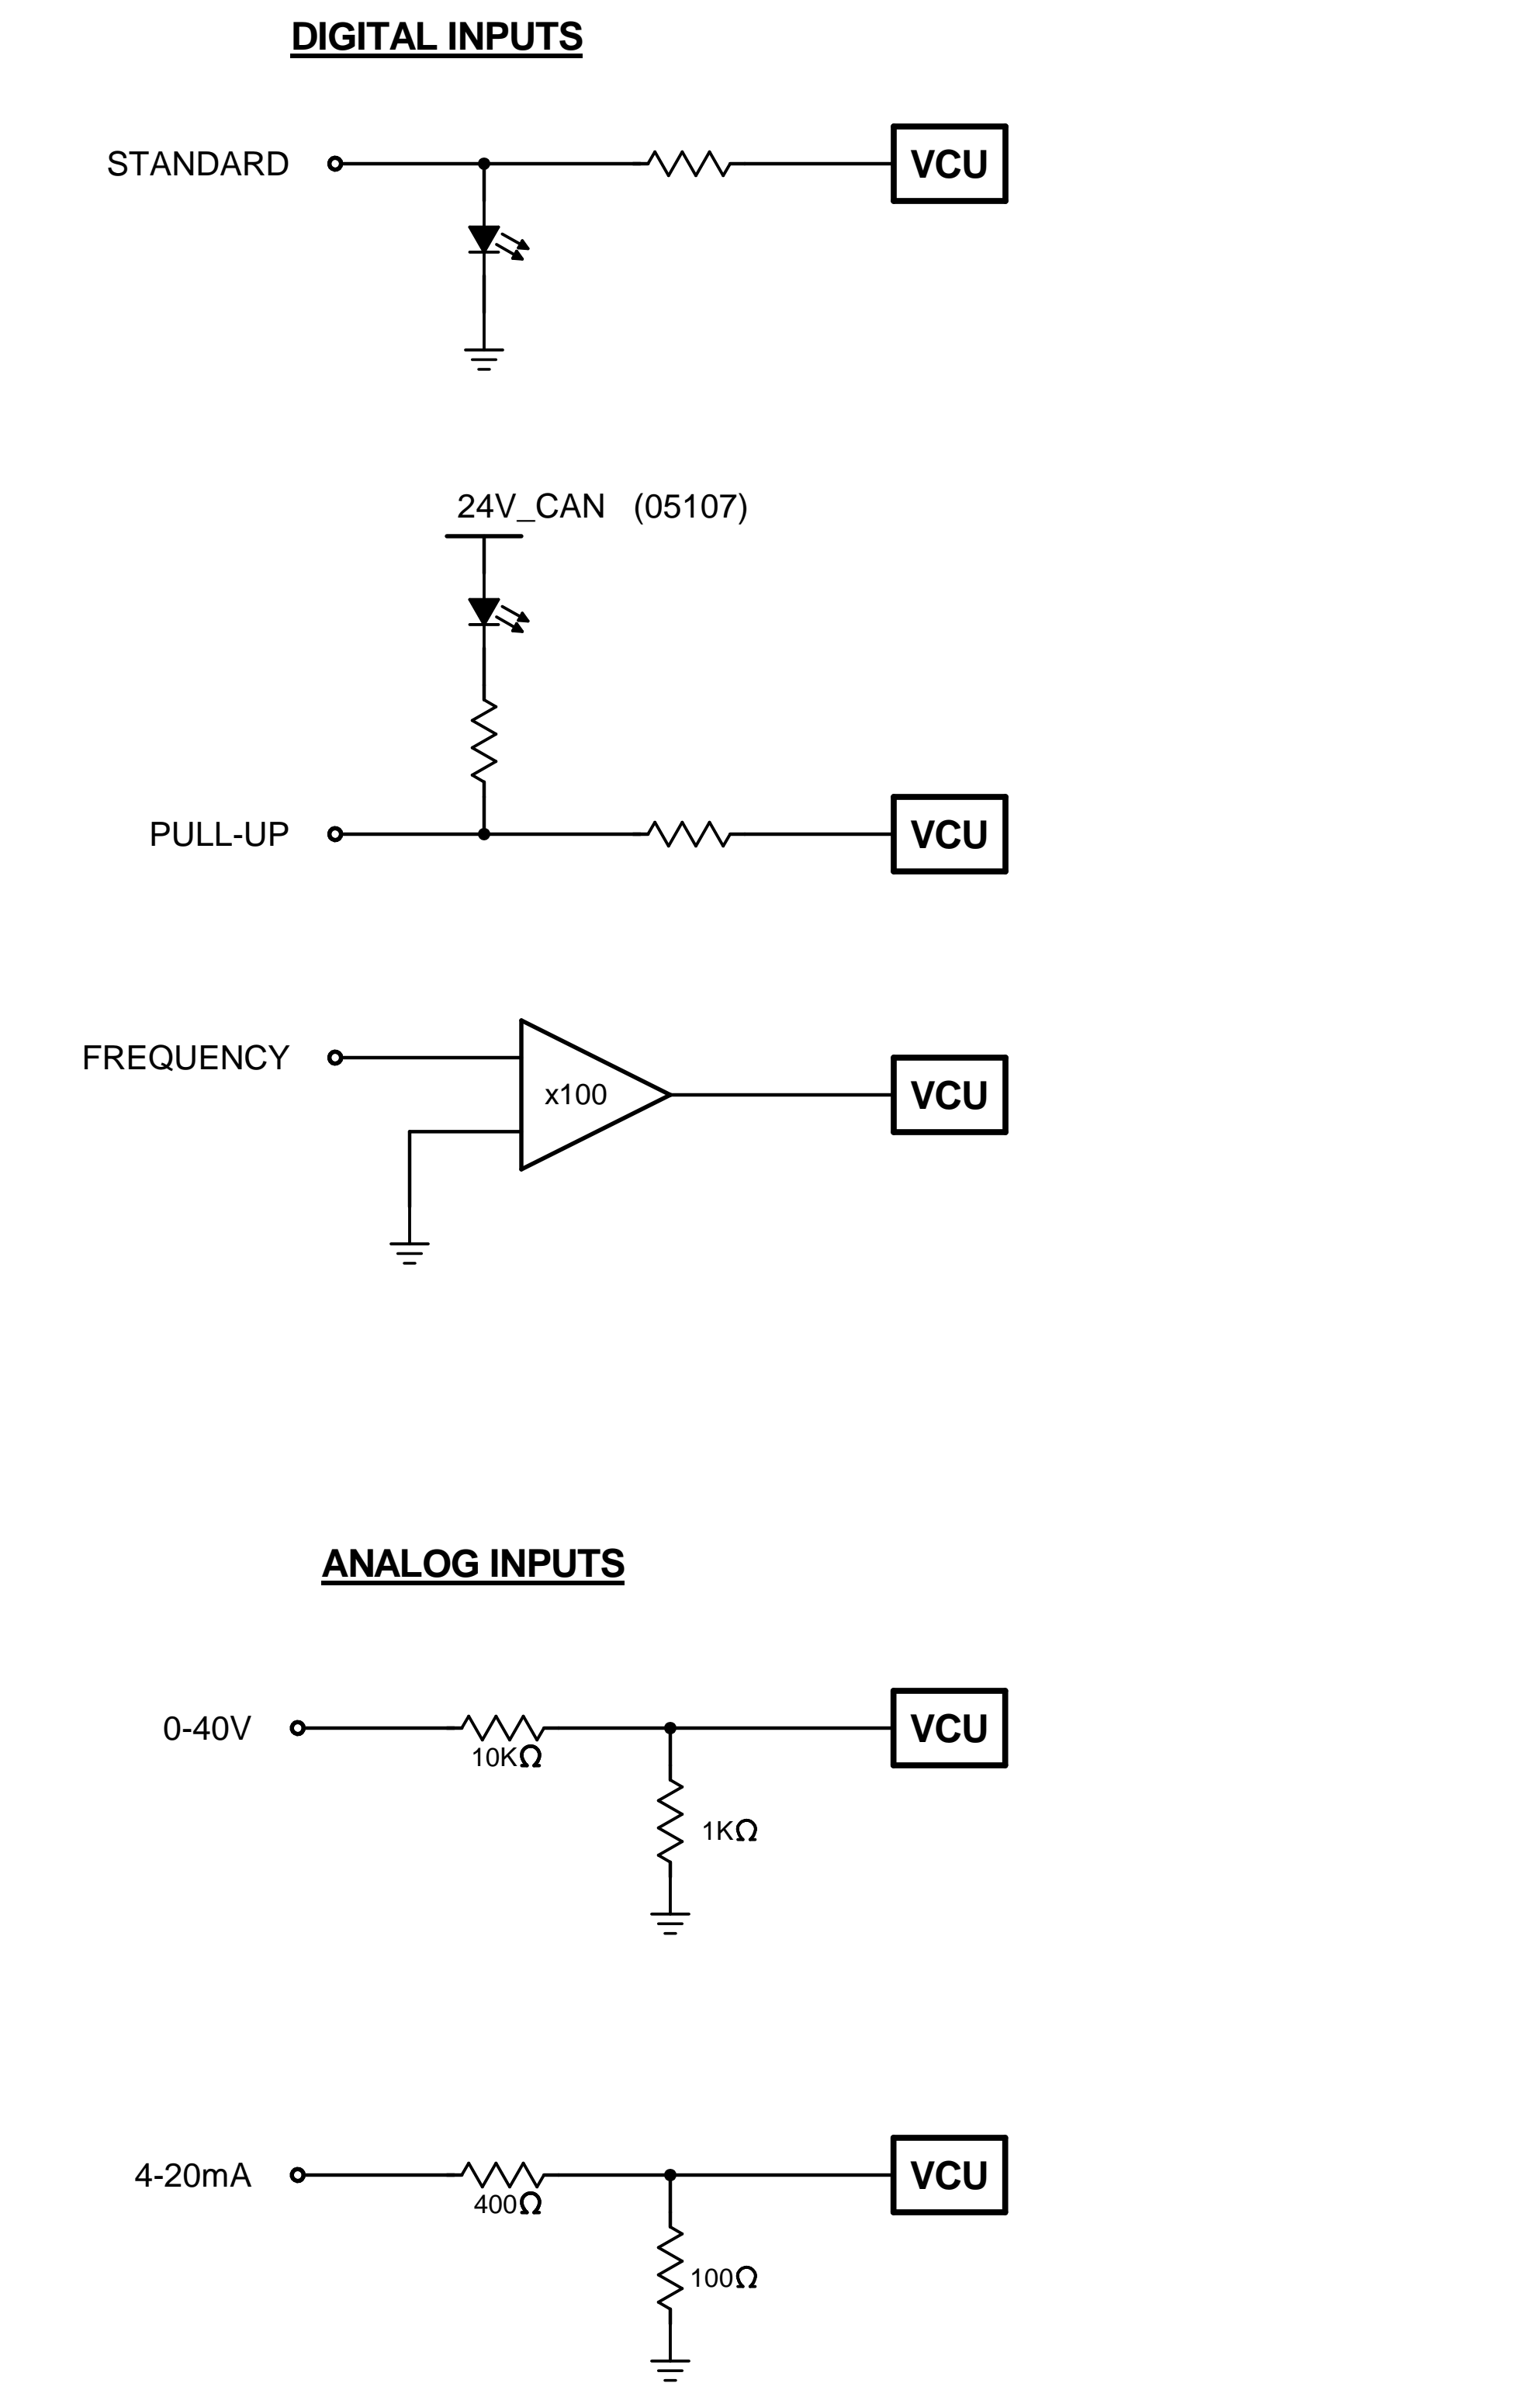 DIGITAL INPUTS
STANDARD
VCU
24V_CAN (05107)
PULL-UP
VCU
FREQUENCY
x100
VCU
ANALOG INPUTS
0-40V
VCU
10KΩ
1KΩ
4-20mA
VCU
400Ω
100Ω